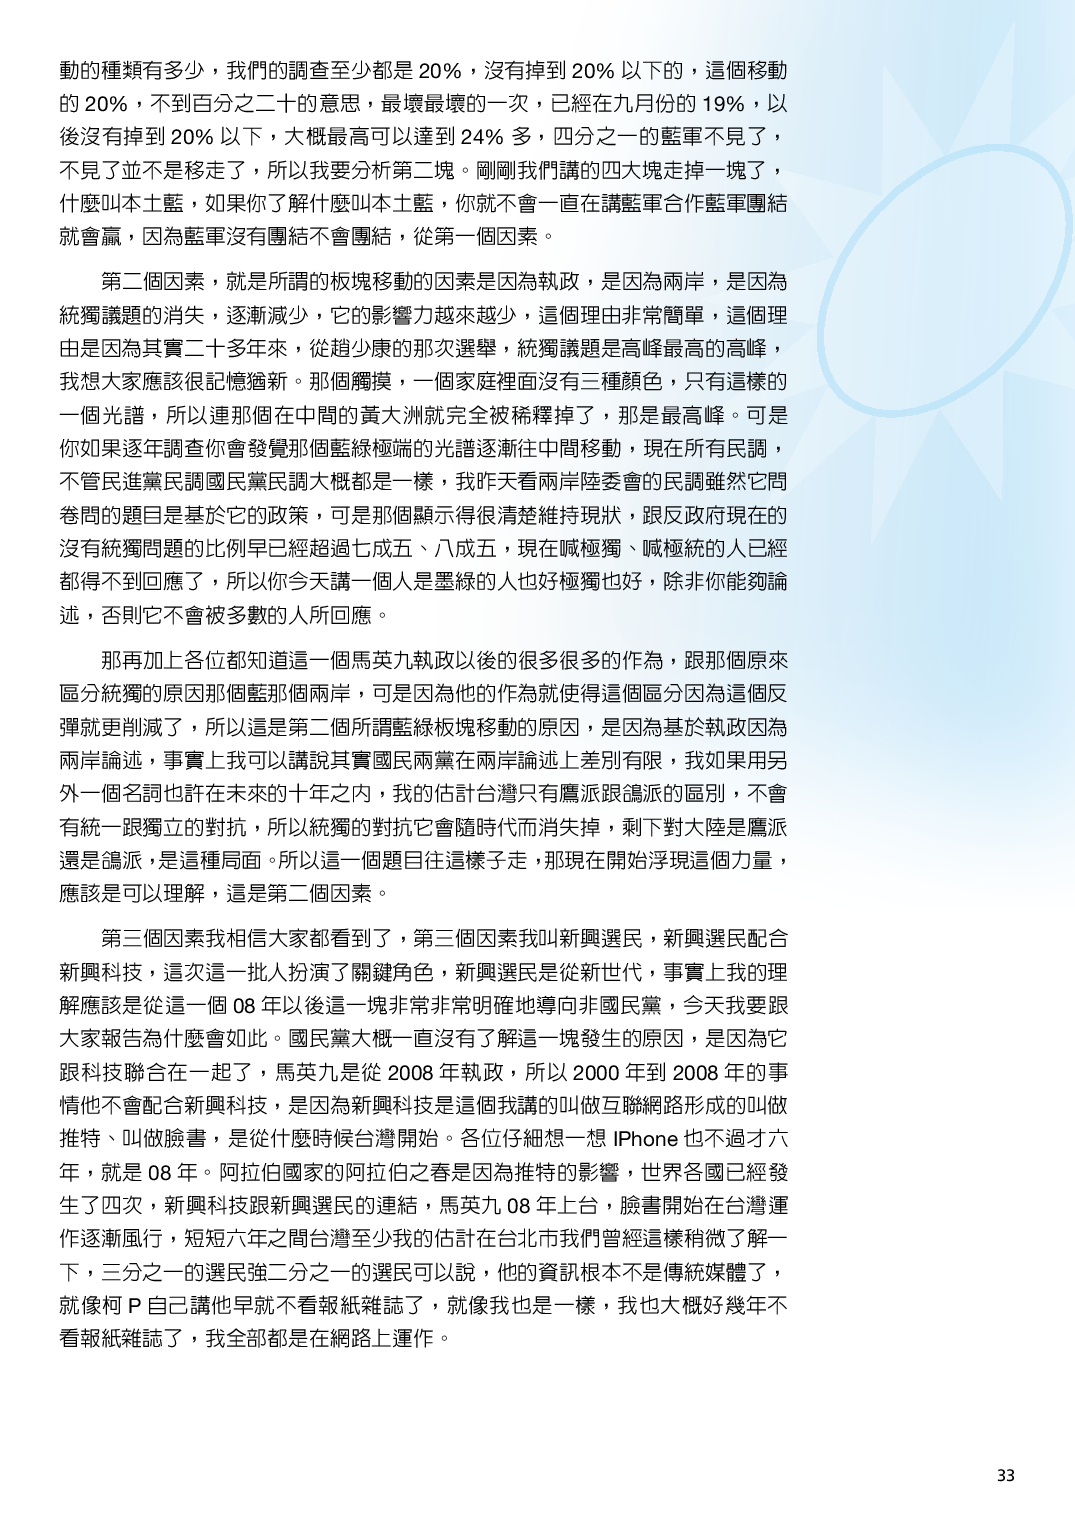 動的種類有多少，我們的調查至少都是 20%，沒有掉到 20% 以下的，這個移動
的 20%，不到百分之二十的意思，最壞最壞的一次，已經在九月份的 19%，以
後沒有掉到 20% 以下，大概最高可以達到 24% 多，四分之一的藍軍不見了，
不見了並不是移走了，所以我要分析第二塊。剛剛我們講的四大塊走掉一塊了，
什麼叫本土藍，如果你了解什麼叫本土藍，你就不會一直在講藍軍合作藍軍團結
就會贏，因為藍軍沒有團結不會團結，從第一個因素。
第二個因素，就是所謂的板塊移動的因素是因為執政，是因為兩岸，是因為
統獨議題的消失，逐漸減少，它的影響力越來越少，這個理由非常簡單，這個理
由是因為其實二十多年來，從趙少康的那次選舉，統獨議題是高峰最高的高峰，
我想大家應該很記憶猶新。那個觸摸，一個家庭裡面沒有三種顏色，只有這樣的
一個光譜，所以連那個在中間的黃大洲就完全被稀釋掉了，那是最高峰。可是
你如果逐年調查你會發覺那個藍綠極端的光譜逐漸往中間移動，現在所有民調，
不管民進黨民調國民黨民調大概都是一樣，我昨天看兩岸陸委會的民調雖然它問
卷問的題目是基於它的政策，可是那個顯示得很清楚維持現狀，跟反政府現在的
沒有統獨問題的比例早已經超過七成五、八成五，現在喊極獨、喊極統的人已經
都得不到回應了，所以你今天講一個人是墨綠的人也好極獨也好，除非你能夠論
述，否則它不會被多數的人所回應。
那再加上各位都知道這一個馬英九執政以後的很多很多的作為，跟那個原來
區分統獨的原因那個藍那個兩岸，可是因為他的作為就使得這個區分因為這個反
彈就更削減了，所以這是第二個所謂藍綠板塊移動的原因，是因為基於執政因為
兩岸論述，事實上我可以講說其實國民兩黨在兩岸論述上差別有限，我如果用另
外一個名詞也許在未來的十年之內，我的估計台灣只有鷹派跟鴿派的區別，不會
有統一跟獨立的對抗，所以統獨的對抗它會隨時代而消失掉，剩下對大陸是鷹派
還是鴿派，是這種局面。所以這一個題目往這樣子走，那現在開始浮現這個力量，
應該是可以理解，這是第二個因素。
第三個因素我相信大家都看到了，第三個因素我叫新興選民，新興選民配合
新興科技，這次這一批人扮演了關鍵角色，新興選民是從新世代，事實上我的理
解應該是從這一個 08 年以後這一塊非常非常明確地導向非國民黨，今天我要跟
大家報告為什麼會如此。國民黨大概一直沒有了解這一塊發生的原因，是因為它
跟科技聯合在一起了，馬英九是從 2008 年執政，所以 2000 年到 2008 年的事
情他不會配合新興科技，是因為新興科技是這個我講的叫做互聯網路形成的叫做
推特、叫做臉書，是從什麼時候台灣開始。各位仔細想一想 IPhone 也不過才六
年，就是 08 年。阿拉伯國家的阿拉伯之春是因為推特的影響，世界各國已經發
生了四次，新興科技跟新興選民的連結，馬英九 08 年上台，臉書開始在台灣運
作逐漸風行，短短六年之間台灣至少我的估計在台北市我們曾經這樣稍微了解一
下，三分之一的選民強二分之一的選民可以說，他的資訊根本不是傳統媒體了，
就像柯 P 自己講他早就不看報紙雜誌了，就像我也是一樣，我也大概好幾年不
看報紙雜誌了，我全部都是在網路上運作。
33